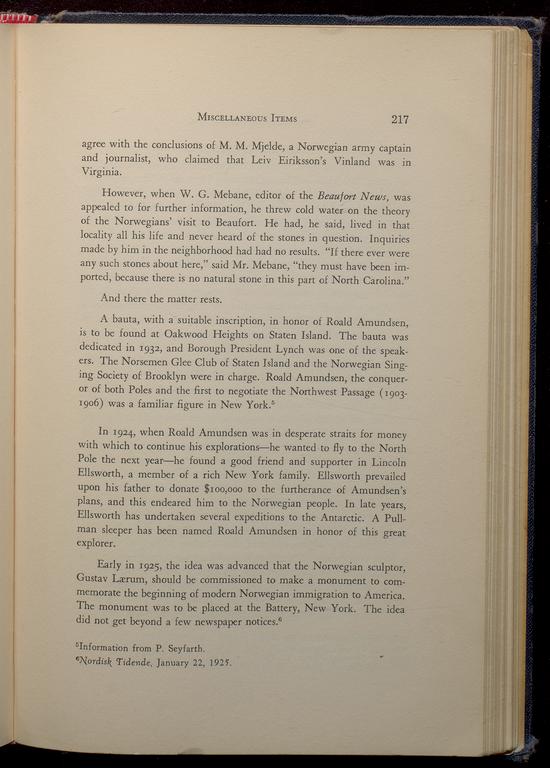 Miscellaneous Items 217
agree with the conclusions of M. M. Mjelde, a Norwegian army captain
and journalist, who claimed that Leiv Eiriksson's Vinland was in
Virginia.
However, when W. G. Mebane, editor of the Beaufort News, was
appealed to for further information, he threw cold water on the theory
of the Norwegians' visit to Beaufort. He had, he said, lived in that
locality all his life and never heard of the stones in question. Inquiries
made by him in the neighborhood had had no results. "If there ever were
any such stones about here," said Mr. Mebane, "they must have been im-
ported, because there is no natural stone in this part of North Carolina."
And there the matter rests.
A bauta, with a suitable inscription, in honor of Roald Amundsen,
is to be found at Oakwood Heights on Staten Island. The bauta was
dedicated in 1932, and Borough President Lynch was one of the speak-
ers. The Norsemen Glee Club of Staten Island and the Norwegian Sing-
ing Society of Brooklyn were in charge. Roald Amundsen, the conquer-
or of both Poles and the first to negotiate the Northwest Passage (1903-
1906) was a familiar figure in New York.⁵
In 1924, when Roald Amundsen was in desperate straits for money
with which to continue his explorations—he wanted to fly to the North
Pole the next year—he found a good friend and supporter in Lincoln
Ellsworth, a member of a rich New York family. Ellsworth prevailed
upon his father to donate $100,000 to the furtherance of Amundsen's
plans, and this endeared him to the Norwegian people. In late years,
Ellsworth has undertaken several expeditions to the Antarctic. A Pull-
man sleeper has been named Roald Amundsen in honor of this great
explorer.
Early in 1925, the idea was advanced that the Norwegian sculptor,
Gustav Lærum, should be commissioned to make a monument to com-
memorate the beginning of modern Norwegian immigration to America.
The monument was to be placed at the Battery, New York. The idea
did not get beyond a few newspaper notices.⁶
⁵Information from P. Seyfarth.
⁶Nordisk Tidende, January 22, 1925.